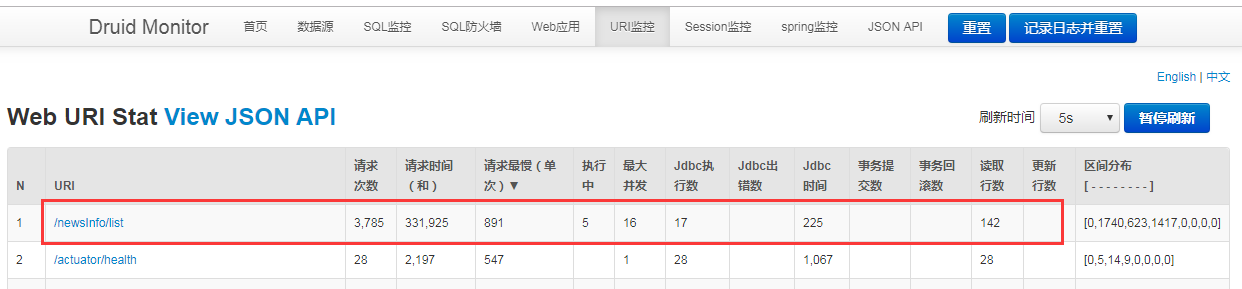 Druid Monitor 首页 数据源 SQL监控 SQL防火墙 Web应用 URI监控 Session监控 spring监控 JSON API 重置 记录日志并重置
English | 中文
Web URI Stat View JSON API 刷新时间 5s ▼ 暂停刷新
N URI 请求次数 请求时间（和） 请求最慢（单次）▼ 执行中 最大并发 Jdbc执行数 Jdbc出错数 Jdbc时间 事务提交数 事务回滚数 读取行数 更新行数 区间分布 [ - - - - - - - - ]
1 /newsInfo/list 3,785 331,925 891 5 16 17 225 142 [0,1740,623,1417,0,0,0,0]
2 /actuator/health 28 2,197 547 1 28 1,067 28 [0,5,14,9,0,0,0,0]